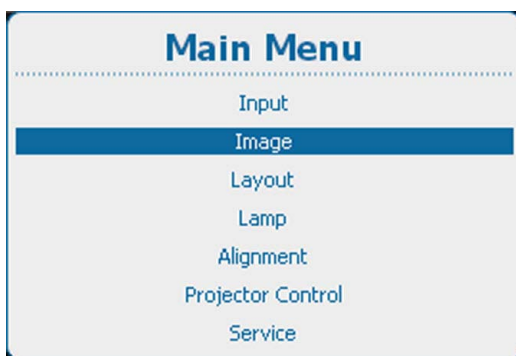 Main Menu
Input
Image
Layout
Lamp
Alignment
Projector Control
Service